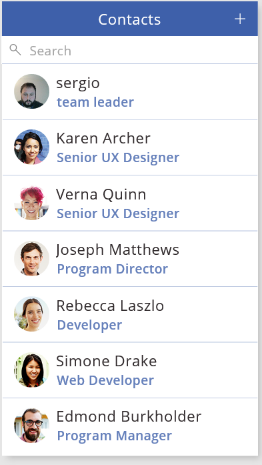 Contacts +
Search
sergio
team leader
Karen Archer
Senior UX Designer
Verna Quinn
Senior UX Designer
Joseph Matthews
Program Director
Rebecca Laszlo
Developer
Simone Drake
Web Developer
Edmond Burkholder
Program Manager